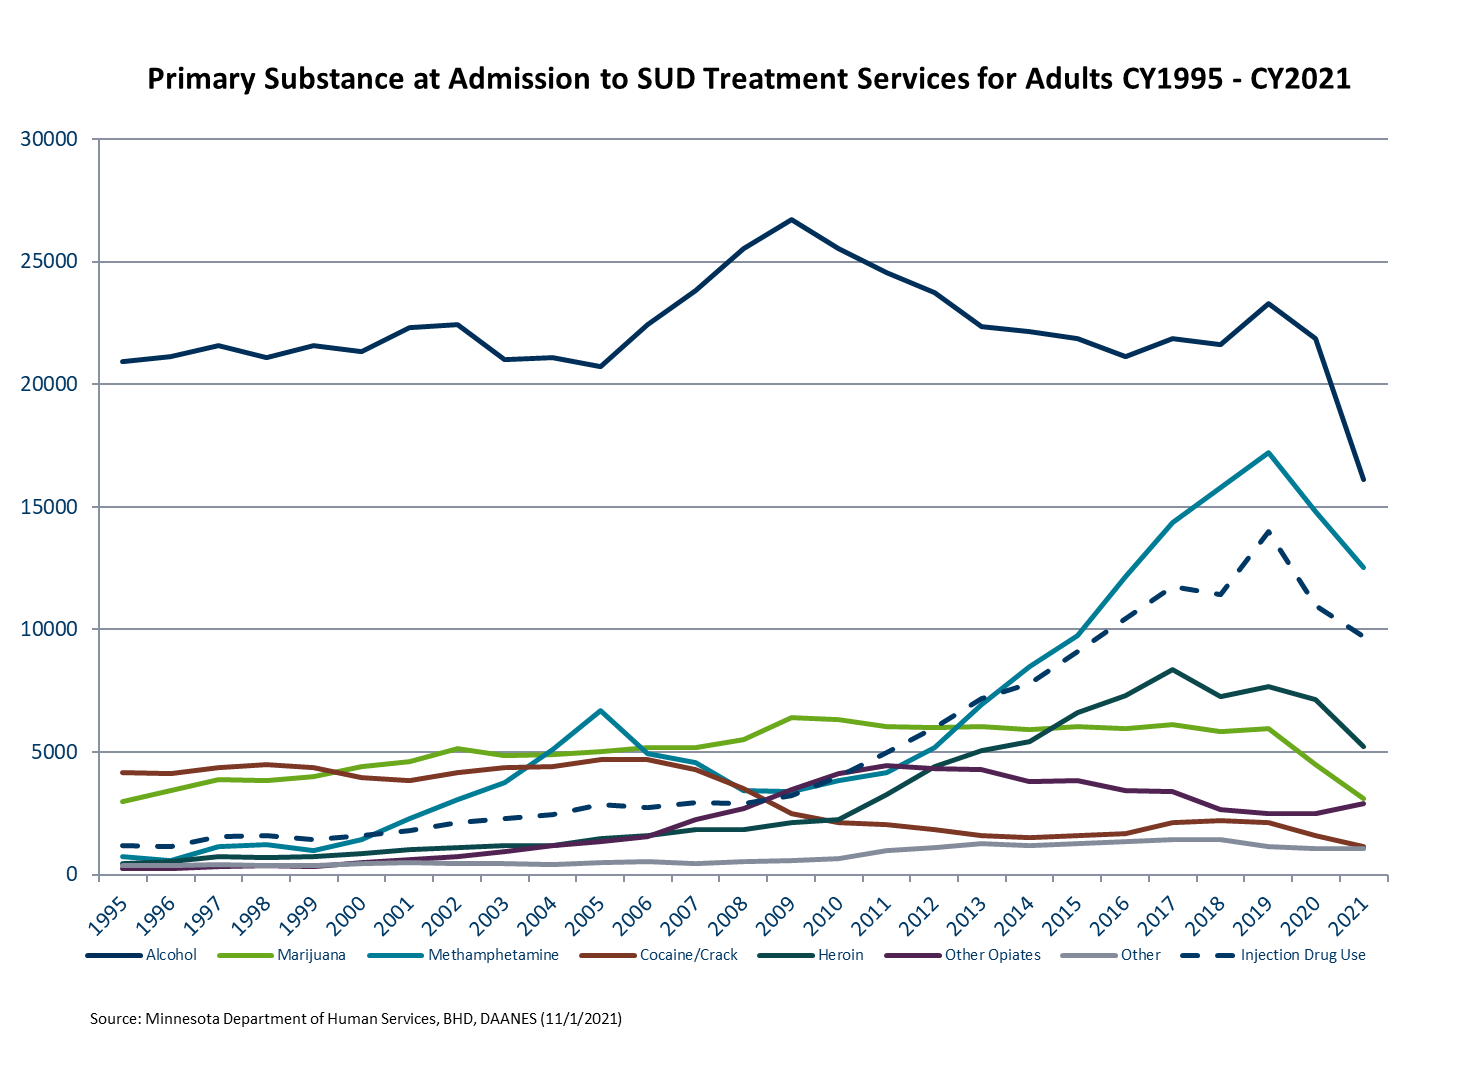 Primary Substance at Admission to SUD Treatment Services for Adults CY1995 - CY2021
30000
25000
20000
15000
10000
5000
0
1995 1996 1997 1998 1999 2000 2001 2002 2003 2004 2005 2006 2007 2008 2009 2010 2011 2012 2013 2014 2015 2016 2017 2018 2019 2020 2021
Alcohol Marijuana Methamphetamine Cocaine/Crack Heroin Other Opiates Other Injection Drug Use
Source: Minnesota Department of Human Services, BHD, DAANES (11/1/2021)